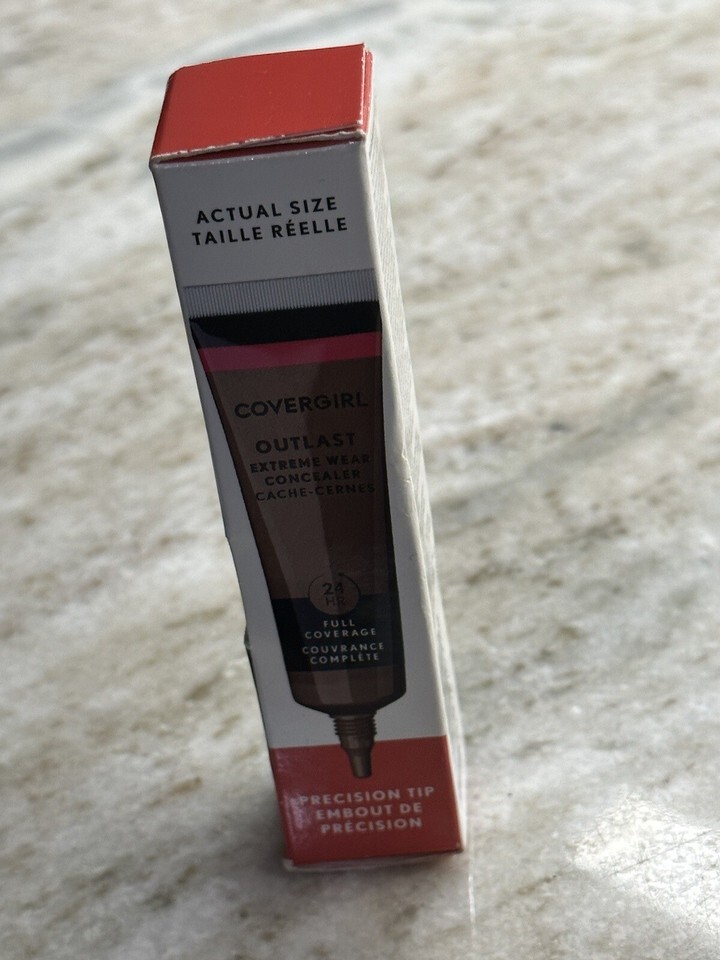 ACTUAL SIZE
TAILLE RÉELLE
COVERGIRL
OUTLAST
EXTREME WEAR
CONCEALER
CACHE-CERNES
24
HR
FULL
COVERAGE
COUVRANCE
COMPLÈTE
PRECISION TIP
EMBOUT DE
PRÉCISION